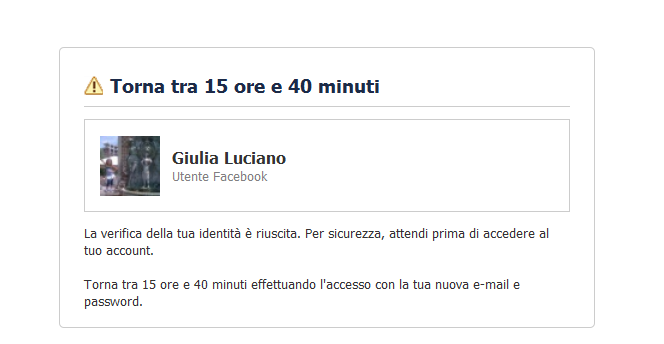 Torna tra 15 ore e 40 minuti
Giulia Luciano
Utente Facebook
La verifica della tua identità è riuscita. Per sicurezza, attendi prima di accedere al
tuo account.
Torna tra 15 ore e 40 minuti effettuando l'accesso con la tua nuova e-mail e
password.